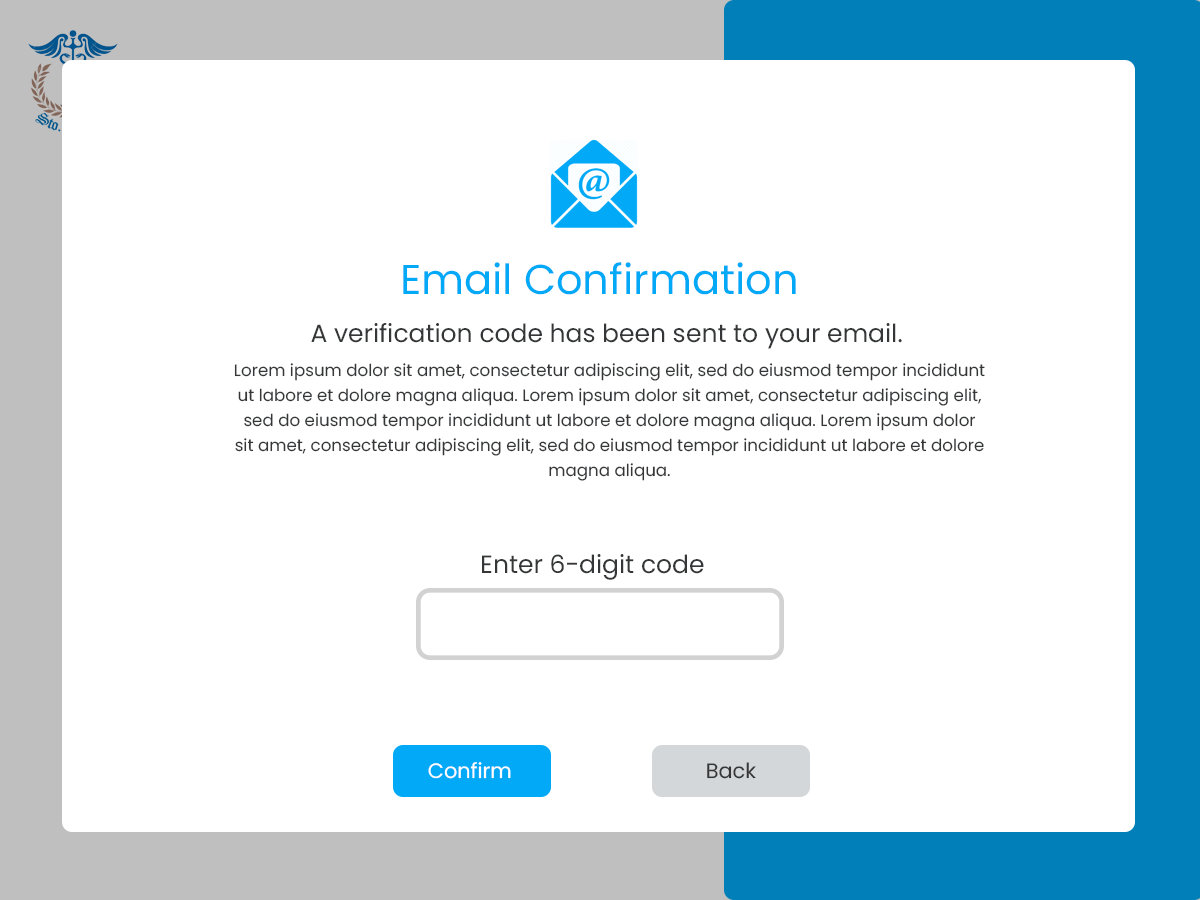 Sto.
@
Email Confirmation
A verification code has been sent to your email.
Lorem ipsum dolor sit amet, consectetur adipiscing elit, sed do eiusmod tempor incididunt
ut labore et dolore magna aliqua. Lorem ipsum dolor sit amet, consectetur adipiscing elit,
sed do eiusmod tempor incididunt ut labore et dolore magna aliqua. Lorem ipsum dolor
sit amet, consectetur adipiscing elit, sed do eiusmod tempor incididunt ut labore et dolore
magna aliqua.
Enter 6-digit code
Confirm
Back